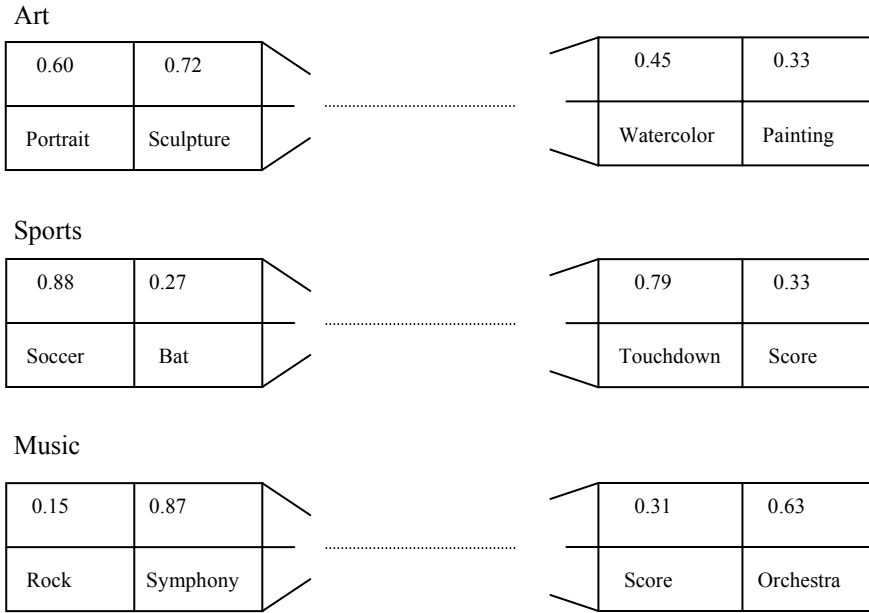 Art
0.60 0.72 0.45 0.33
Portrait Sculpture Watercolor Painting
Sports
0.88 0.27 0.79 0.33
Soccer Bat Touchdown Score
Music
0.15 0.87 0.31 0.63
Rock Symphony Score Orchestra